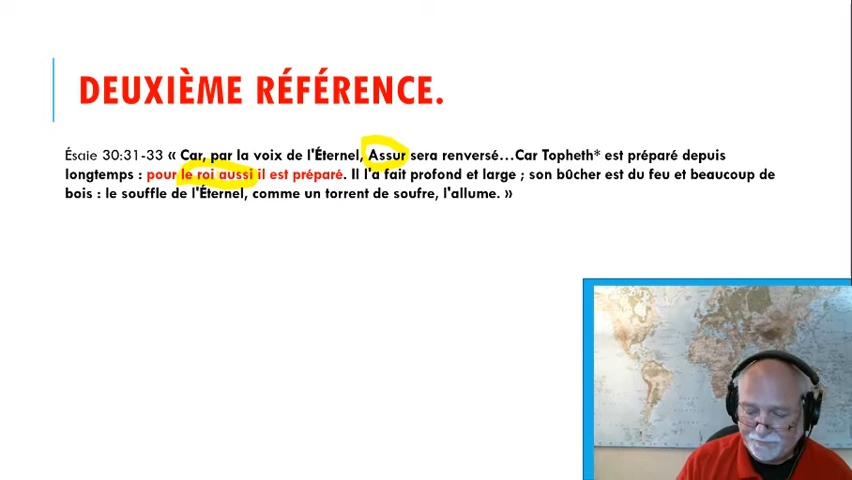 DEUXIÈME RÉFÉRENCE.
Ésaie 30:31-33 « Car, par la voix de l'Éternel, Assur sera renversé…Car Topheth* est préparé depuis
longtemps : pour le roi aussi il est préparé. Il l'a fait profond et large ; son bûcher est du feu et beaucoup de
bois : le souffle de l'Éternel, comme un torrent de soufre, l'allume. »